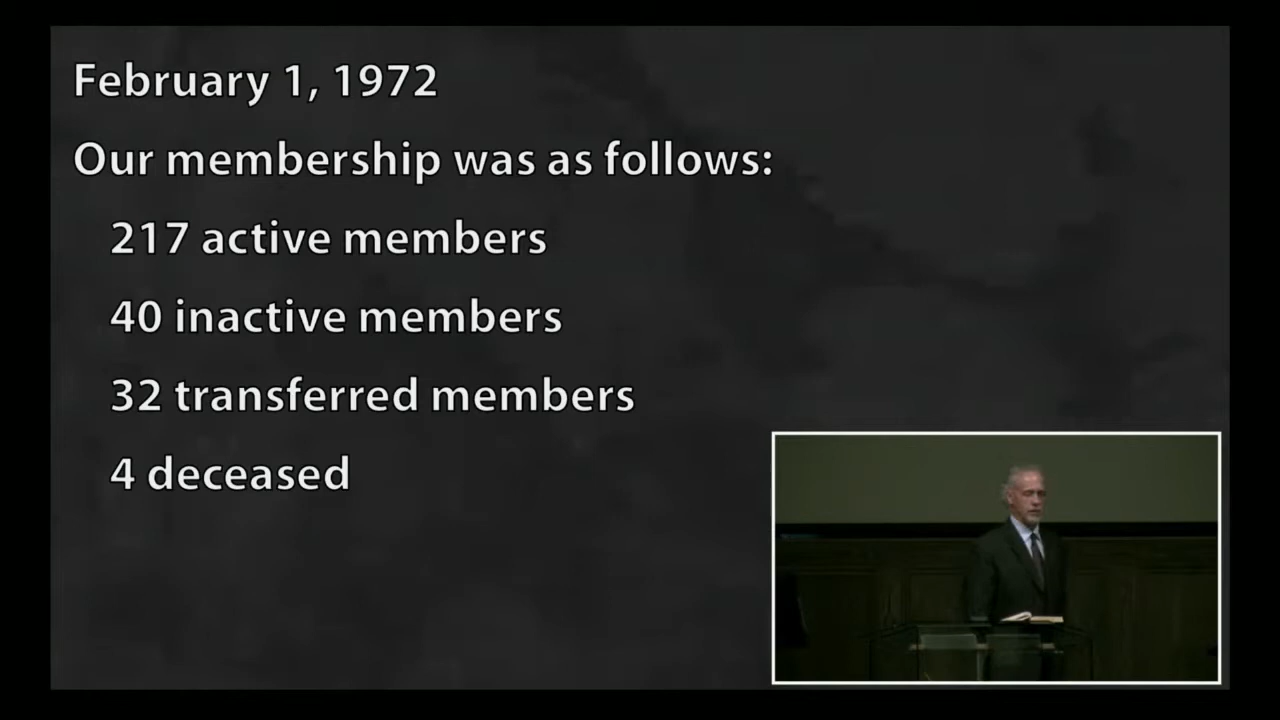 February 1, 1972
Our membership was as follows:
217 active members
40 inactive members
32 transferred members
4 deceased